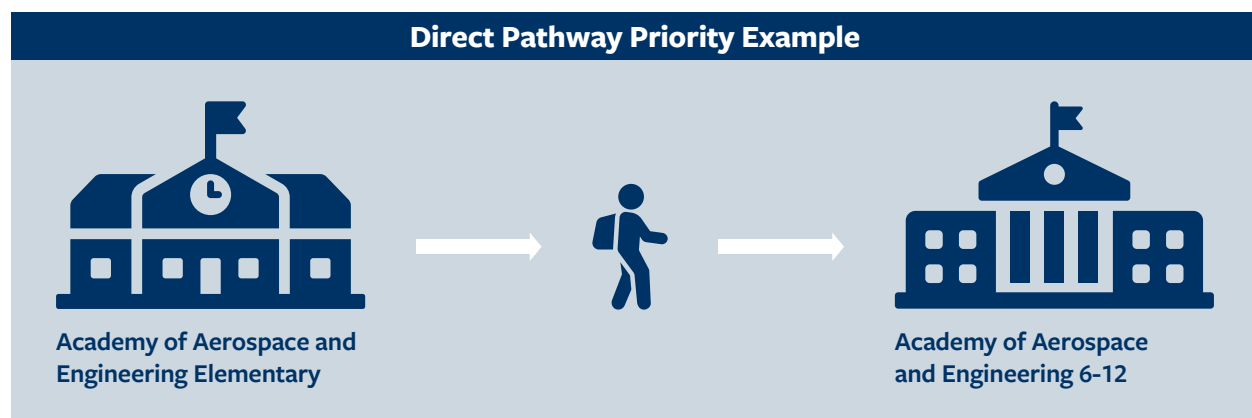 Direct Pathway Priority Example
Academy of Aerospace and
Engineering Elementary
Academy of Aerospace
and Engineering 6-12